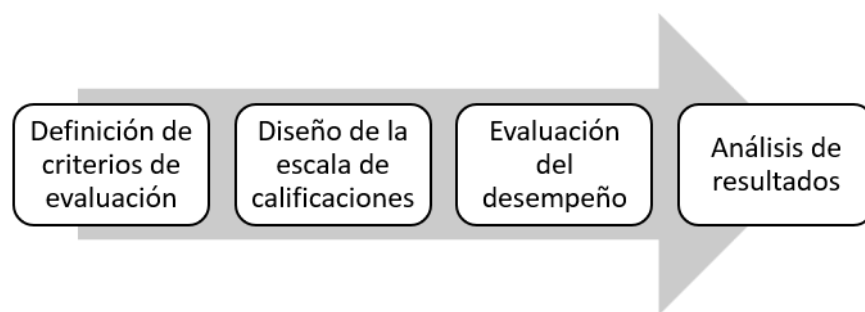 Definición de
criterios de
evaluación
Diseño de la
escala de
calificaciones
Evaluación
del
desempeño
Análisis de
resultados